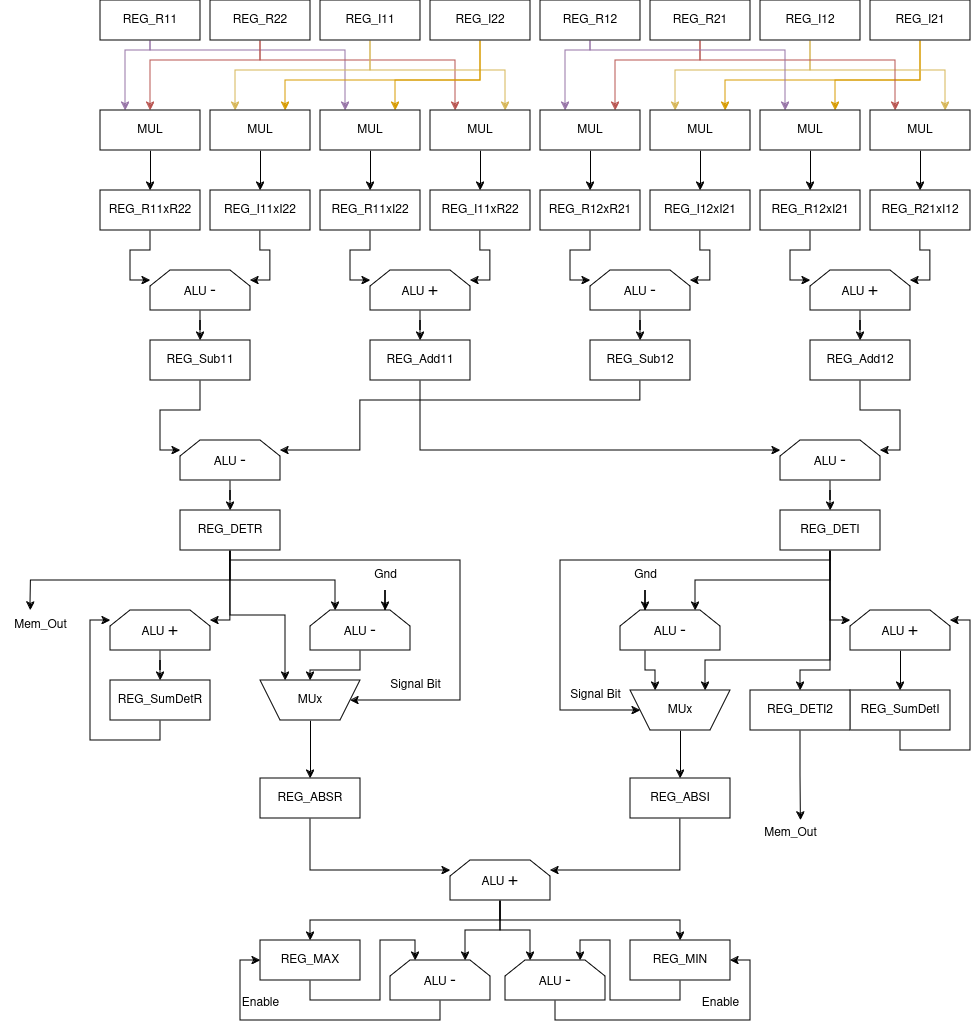 REG_R11
REG_R22
REG_I11
REG_I22
REG_R12
REG_R21
REG_I12
REG_I21
MUL
MUL
MUL
MUL
MUL
MUL
MUL
MUL
REG_R11xR22
REG_I11xI22
REG_R11xI22
REG_I11xR22
REG_R12xR21
REG_I12xI21
REG_R12xI21
REG_R21xI12
ALU -
ALU +
ALU -
ALU +
REG_Sub11
REG_Add11
REG_Sub12
REG_Add12
ALU -
ALU -
REG_DETR
REG_DETI
Gnd
Gnd
Mem_Out
ALU +
ALU -
ALU -
ALU +
Signal Bit
Signal Bit
REG_SumDetR
MUx
MUx
REG_DETI2
REG_SumDetI
REG_ABSR
REG_ABSI
Mem_Out
ALU +
REG_MAX
REG_MIN
ALU -
ALU -
Enable
Enable